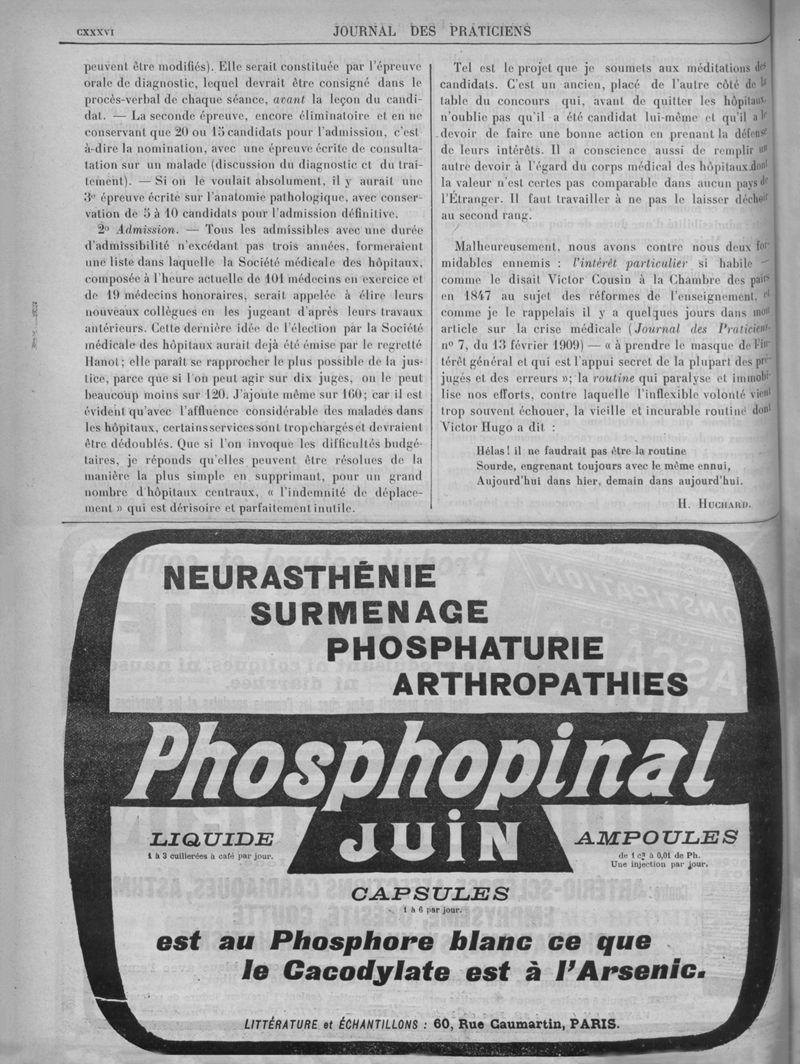 CXXXVI
JOURNAL DES PRATICIENS
peuvent être modifiés). Elle serait constituée par l'épreuve
orale de diagnostic, lequel devrait être consigné dans le
procès-verbal de chaque séance, avant la leçon du candi-
dat. — La seconde épreuve, encore éliminatoire et en ne
conservant que 20 ou 15 candidats pour l'admission, c'est
à-dire la nomination, avec une épreuve écrite de consulta-
tation sur un malade (discussion du diagnostic et du trai-
tement). — Si on le voulait absolument, il y aurait une
3e épreuve écrite sur l'anatomie pathologique, avec conser-
vation de 5 à 10 candidats pour l'admission définitive.
2o Admission. — Tous les admissibles avec une durée
d'admissibilité n'excédant pas trois années, formeraient
une liste dans laquelle la Société médicale des hôpitaux,
composée à l'heure actuelle de 101 médecins en exercice et
de 19 médecins honoraires, serait appelée à élire leurs
nouveaux collègues en les jugeant d'après leurs travaux
antérieurs. Cette dernière idée de l'élection par la Société
médicale des hôpitaux aurait dejà été émise par le regretté
Hanot; elle paraît se rapprocher le plus possible de la jus-
tice, parce que si l'on peut agir sur dix juges, on le peut
beaucoup moins sur 120. J'ajoute même sur 160; car il est
évident qu'avec l'affluence considérable des malades dans
les hôpitaux, certains services sont trop chargés et devraient
être dédoublés. Que si l'on invoque les difficultés budgé-
taires, je réponds qu'elles peuvent être résolues de la
manière la plus simple en supprimant, pour un grand
nombre d'hôpitaux centraux, « l'indemnité de déplace-
ment » qui est dérisoire et parfaitement inutile.
Tel est le projet que je soumets aux méditations des
candidats. C'est un ancien, placé de l'autre côté de la
table du concours qui, avant de quitter les hôpitaux,
n'oublie pas qu'il a été candidat lui-même et qu'il a le
devoir de faire une bonne action en prenant la défense
de leurs intérêts. Il a conscience aussi de remplir un
autre devoir à l'égard du corps médical des hôpitaux dont
la valeur n'est certes pas comparable dans aucun pays de
l'Étranger. Il faut travailler à ne pas le laisser déchoir
au second rang.
Malheureusement, nous avons contre nous deux for-
midables ennemis : l'intérêt particulier si habile —
comme le disait Victor Cousin à la Chambre des pairs
en 1847 au sujet des réformes de l'enseignement, et
comme je le rappelais il y a quelques jours dans mon
article sur la crise médicale (Journal des Praticiens
no 7, du 13 février 1909) — « à prendre le masque de l'in-
térêt général et qui est l'appui secret de la plupart des pré-
jugés et des erreurs »; la routine qui paralyse et immobi-
lise nos efforts, contre laquelle l'inflexible volonté vient
trop souvent échouer, la vieille et incurable routine dont
Victor Hugo a dit :
Hélas! il ne faudrait pas être la routine
Sourde, engrenant toujours avec le même ennui,
Aujourd'hui dans hier, demain dans aujourd'hui.
H. HUCHARD.
NEURASTHÉNIE
SURMENAGE
PHOSPHATURIE
ARTHROPATHIES
Phosphopinal
JUIN
LIQUIDE
1 à 3 cuillerées à café par jour.
AMPOULES
de 1 c3 à 0,01 de Ph.
Une injection par jour.
CAPSULES
1 à 6 par jour.
est au Phosphore blanc ce que
le Cacodylate est à l'Arsenic.
LITTÉRATURE et ÉCHANTILLONS : 60, Rue Caumartin, PARIS.